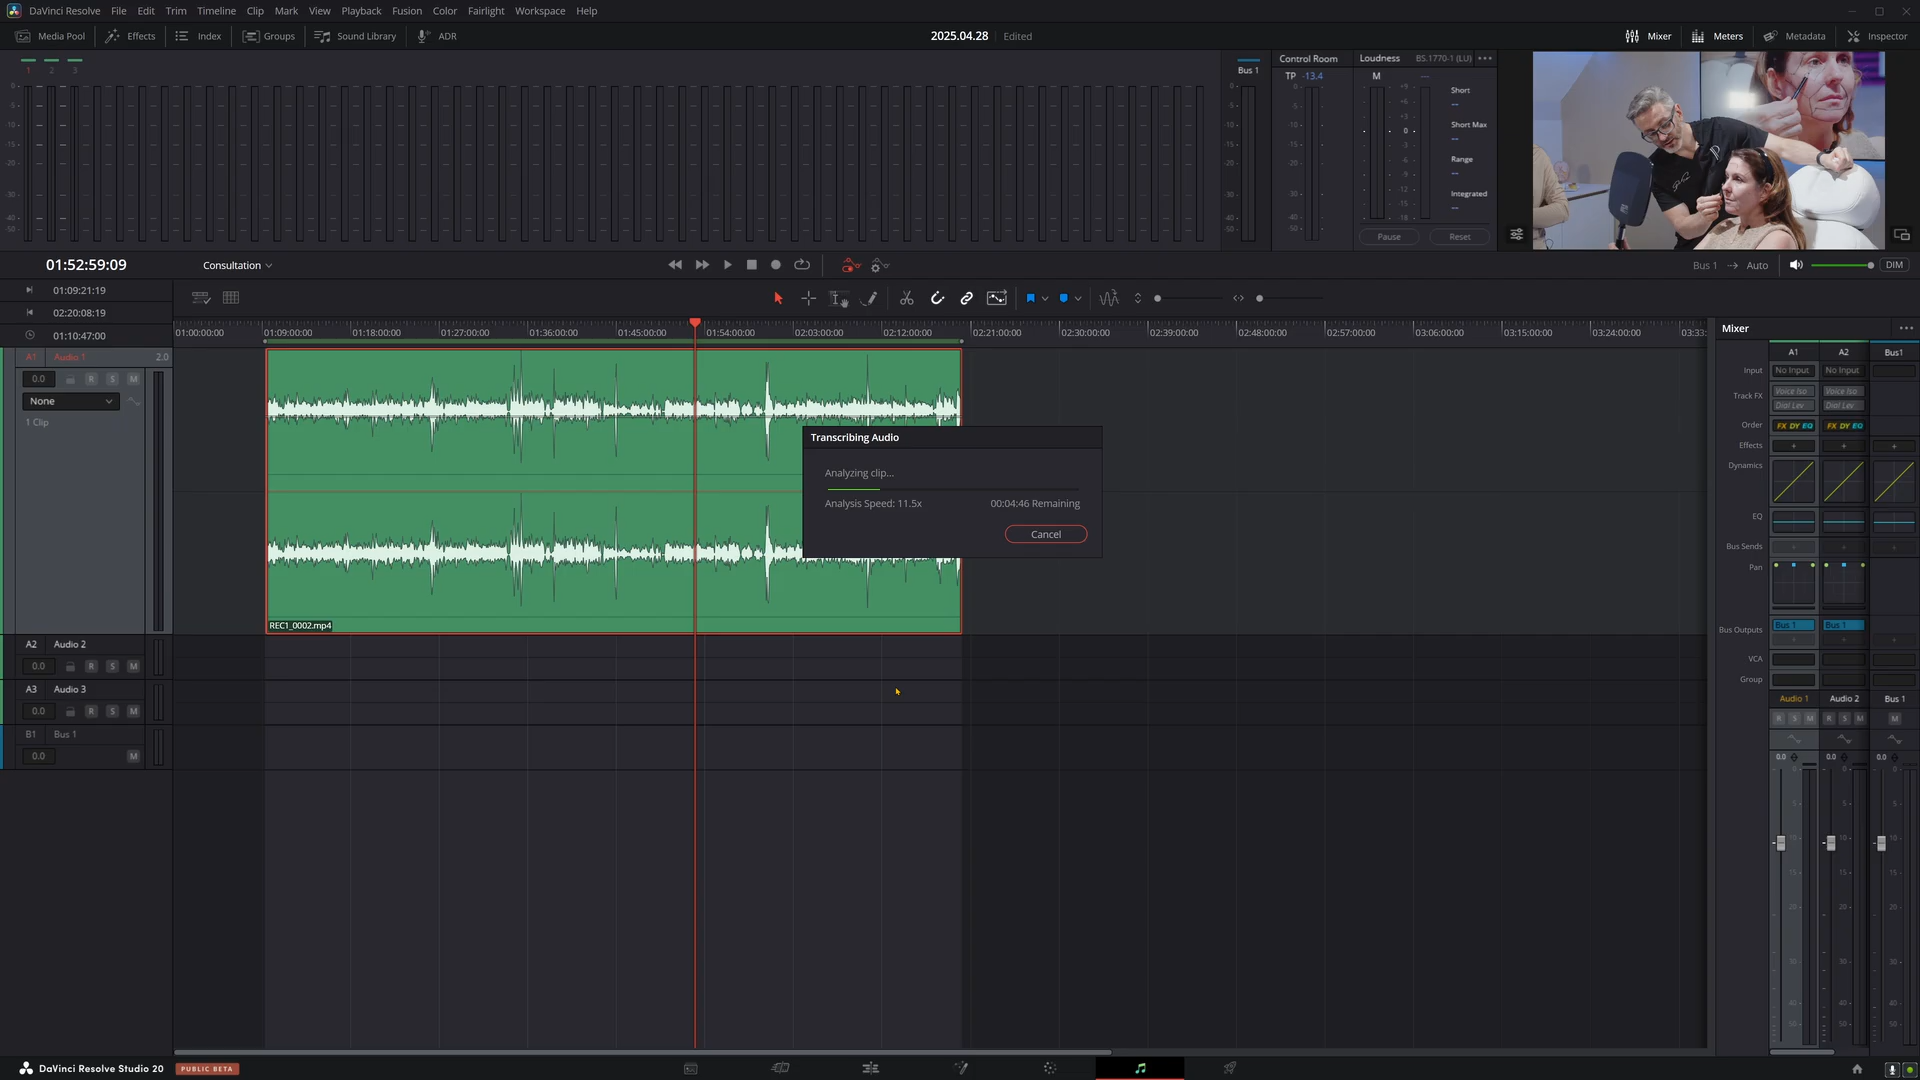 DaVinci Resolve File Edit Trim Timeline Clip Mark View Playback Fusion Color Fairlight Workspace Help
Media Pool Effects Index Groups Sound Library ADR 2025.04.28 Edited Mixer Meters Metadata Inspector
1 2 3
Bus 1
Control Room
TP -13.4
Loudness BS.1770-1 (LU)
M
Short
Short Max
Range
Integrated
Pause Reset
01:52:59:09 Consultation Bus 1 Auto DIM
01:09:21:19
02:20:08:19
01:10:47:00
01:00:00:00 01:09:00:00 01:18:00:00 01:27:00:00 01:36:00:00 01:45:00:00 01:54:00:00 02:03:00:00 02:12:00:00 02:21:00:00 02:30:00:00 02:39:00:00 02:48:00:00 02:57:00:00 03:06:00:00 03:15:00:00 03:24:00:00 03:33:
A1 Audio 1 2.0
0.0 R S M
None
1 Clip
REC1_0002.mp4
A2 Audio 2
0.0 R S M
A3 Audio 3
0.0 R S M
B1 Bus 1
0.0 M
Transcribing Audio
Analyzing clip...
Analysis Speed: 11.5x 00:04:46 Remaining
Cancel
Mixer
A1 A2 Bus1
Input No Input No Input
Track FX Voice Iso Voice Iso
Dial Lev Dial Lev
Order FX DY EQ FX DY EQ
Effects
Dynamics
EQ
Bus Sends
Pan
Bus Outputs Bus 1 Bus 1
VCA
Group
Audio 1 Audio 2 Bus 1
R S M R S M M
0.0 0.0 0.0
DaVinci Resolve Studio 20 PUBLIC BETA